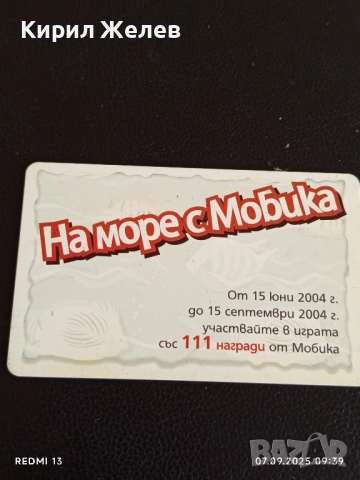 Кирил Желев
На море с Мобика
От 15 юни 2004 г.
до 15 септември 2004 г.
участвайте в играта
със 111 награди от Мобика
REDMI 13
07.09.2025 09:39
BAZAR